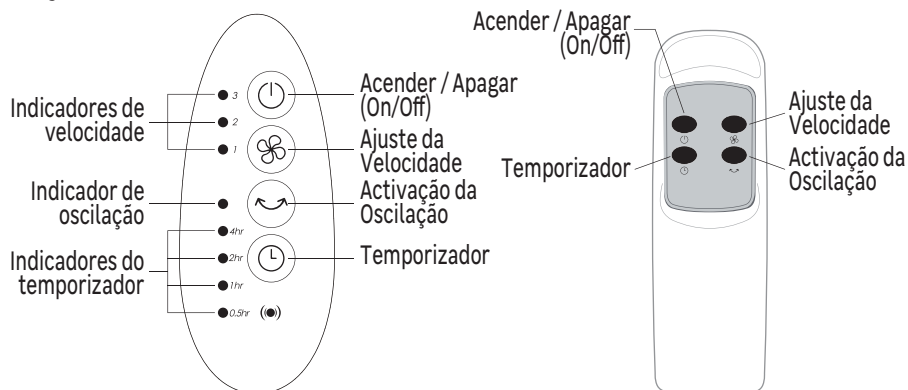 Indicadores de
velocidade
Indicador de
oscilação
Indicadores do
temporizador
3
2
1
4hr
2hr
1hr
0.5hr
Acender / Apagar
(On/Off)
Ajuste da
Velocidade
Activação da
Oscilação
Temporizador
Acender / Apagar
(On/Off)
Temporizador
Ajuste da
Velocidade
Activação da
Oscilação